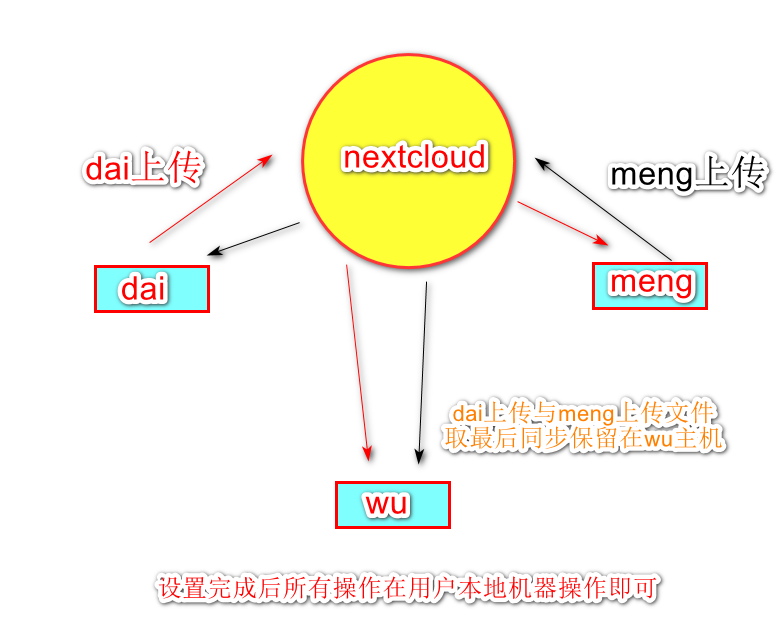 nextcloud
dai上传
meng上传
dai
meng
dai上传与meng上传文件
取最后同步保留在wu主机
wu
设置完成后所有操作在用户本地机器操作即可